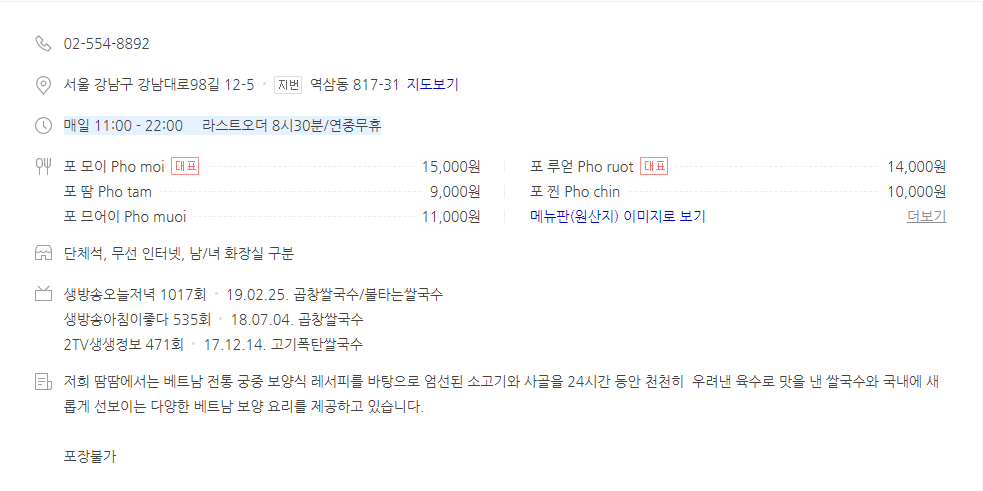 02-554-8892
서울 강남구 강남대로98길 12-5 지번 역삼동 817-31 지도보기
매일 11:00 - 22:00 라스트오더 8시30분/연중무휴
포 모이 Pho moi 대표 15,000원
포 땀 Pho tam 9,000원
포 므어이 Pho muoi 11,000원
포 루얻 Pho ruot 대표 14,000원
포 찐 Pho chin 10,000원
메뉴판(원산지) 이미지로 보기 더보기
단체석, 무선 인터넷, 남/녀 화장실 구분
생방송오늘저녁 1017회 19.02.25. 곱창쌀국수/불타는쌀국수
생방송아침이좋다 535회 18.07.04. 곱창쌀국수
2TV생생정보 471회 17.12.14. 고기폭탄쌀국수
저희 땀땀에서는 베트남 전통 궁중 보양식 레서피를 바탕으로 엄선된 소고기와 사골을 24시간 동안 천천히 우려낸 육수로 맛을 낸 쌀국수와 국내에 새
롭게 선보이는 다양한 베트남 보양 요리를 제공하고 있습니다.
포장불가